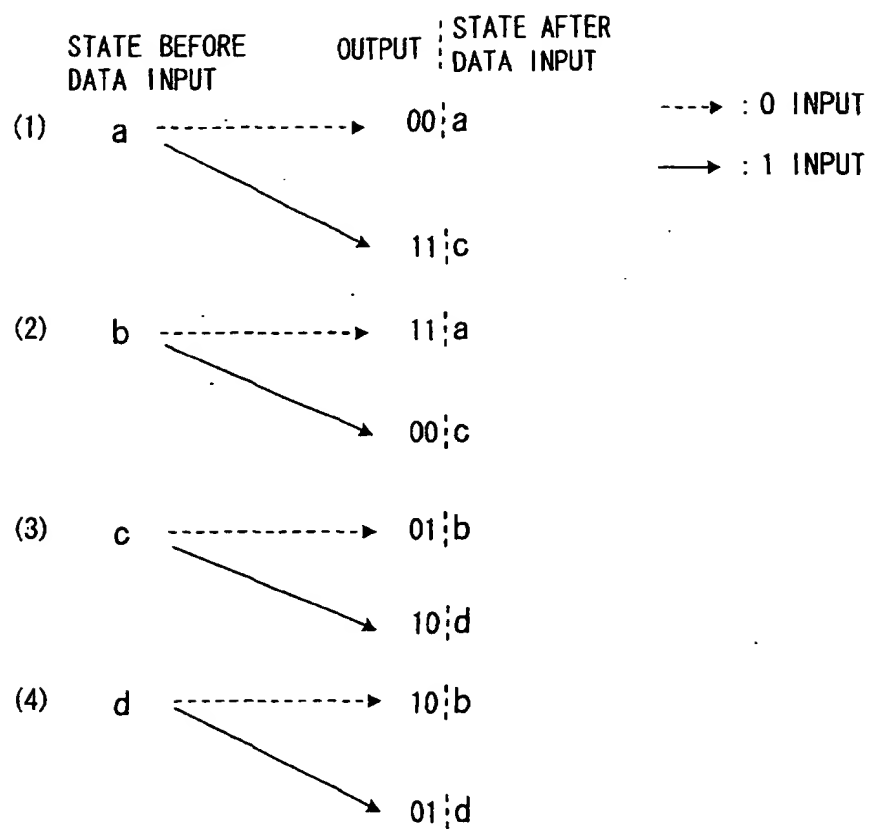 STATE BEFORE
DATA INPUT
OUTPUT
STATE AFTER
DATA INPUT
(1) a 00 a
11 c
(2) b 11 a
00 c
(3) c 01 b
10 d
(4) d 10 b
01 d
: 0 INPUT
: 1 INPUT